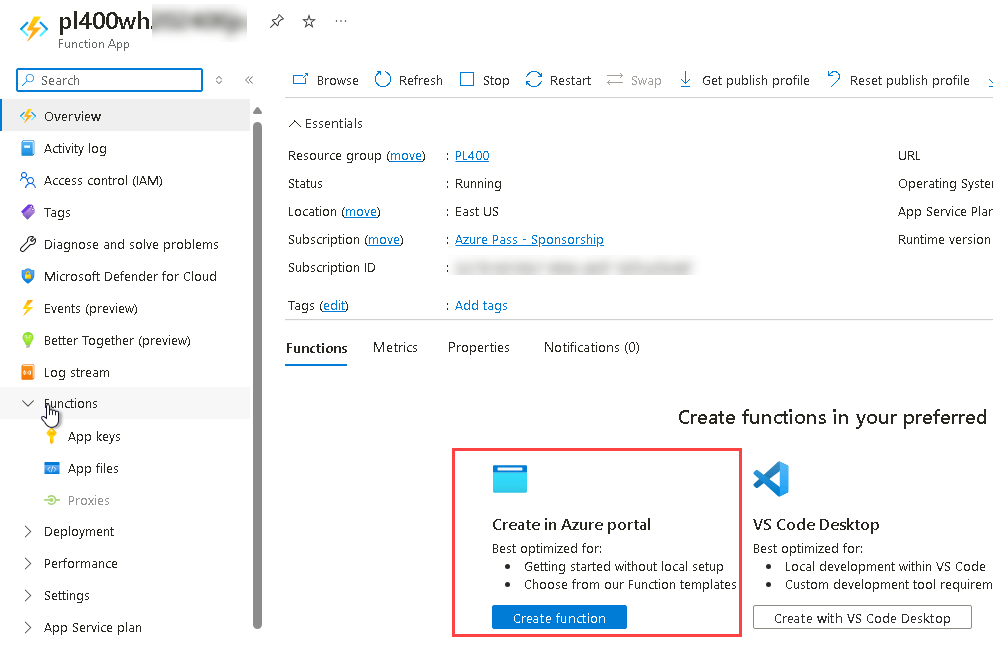 pl400wh
Function App
Search
Browse Refresh Stop Restart Swap Get publish profile Reset publish profile
Overview
Activity log
Access control (IAM)
Tags
Diagnose and solve problems
Microsoft Defender for Cloud
Events (preview)
Better Together (preview)
Log stream
Functions
App keys
App files
Proxies
Deployment
Performance
Settings
App Service plan
Essentials
Resource group (move) : PL400
URL
Status : Running
Operating Syste
Location (move) : East US
App Service Plan
Subscription (move) : Azure Pass - Sponsorship
Runtime version
Subscription ID :
Tags (edit) : Add tags
Functions Metrics Properties Notifications (0)
Create functions in your preferred
Create in Azure portal
Best optimized for:
• Getting started without local setup
• Choose from our Function templates
Create function
VS Code Desktop
Best optimized for:
• Local development within VS Code
• Custom development tool requirem
Create with VS Code Desktop